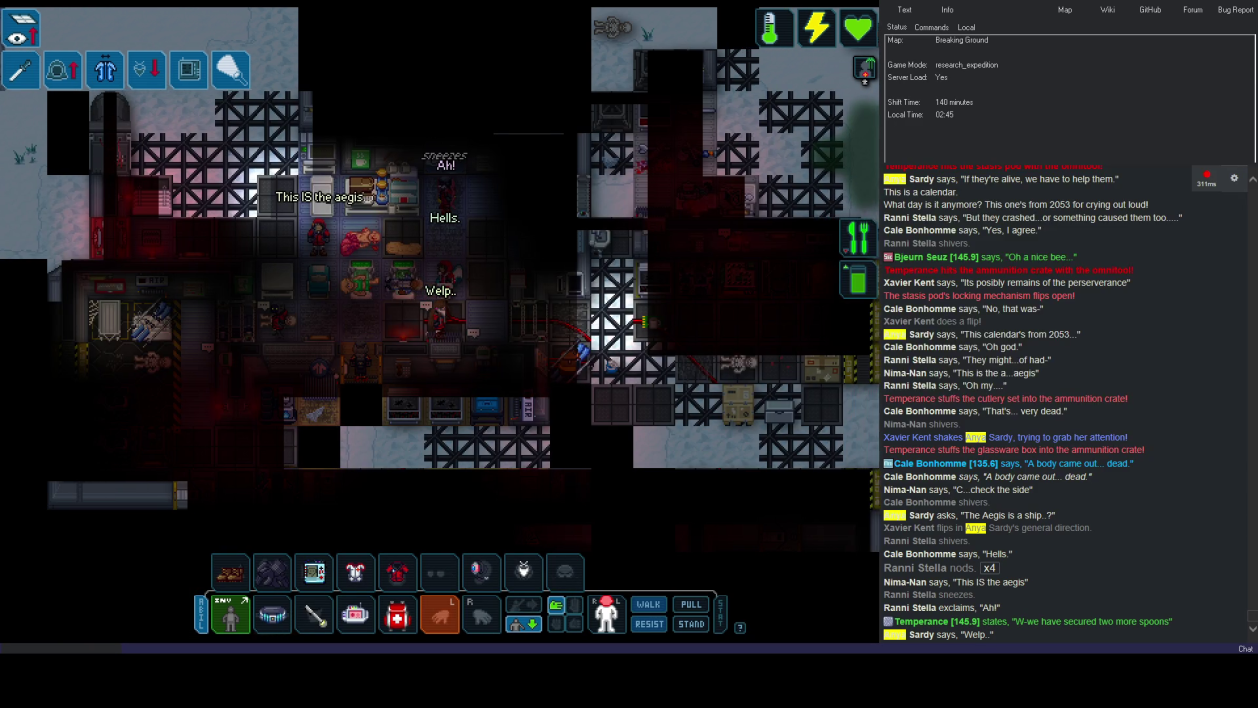 Text Info Map Wiki GitHub Forum Bug Report
Status Commands Local
Map: Breaking Ground
Game Mode: research_expedition
Server Load: Yes
Shift Time: 140 minutes
Local Time: 02:45
311ms
Sardy says, "If they're alive, we have to help them."
This is a calendar.
What day is it anymore? This one's from 2053 for crying out loud!
Ranni Stella says, "But they crashed...or something caused them too....."
Cale Bonhomme says, "Yes, I agree."
Ranni Stella shivers.
Bjeurn Seuz [145.9] says, "Oh a nice bee..."
Temperance hits the ammunition crate with the omnitool!
Xavier Kent says, "Its posibly remains of the perserverance"
The stasis pod's locking mechanism flips open!
Cale Bonhomme says, "No, that was-"
Xavier Kent does a flip!
Sardy says, "This calendar's from 2053..."
Cale Bonhomme says, "Oh god."
Ranni Stella says, "They might...of had-"
Nima-Nan says, "This is the a...aegis"
Ranni Stella says, "Oh my...."
Temperance stuffs the cutlery set into the ammunition crate!
Cale Bonhomme says, "That's... very dead."
Nima-Nan shivers.
Xavier Kent shakes Anya Sardy, trying to grab her attention!
Temperance stuffs the glassware box into the ammunition crate!
Cale Bonhomme [135.6] says, "A body came out... dead."
Cale Bonhomme says, "A body came out... dead."
Nima-Nan says, "C...check the side"
Cale Bonhomme shivers.
Sardy asks, "The Aegis is a ship..?"
Xavier Kent flips in Anya Sardy's general direction.
Ranni Stella shivers.
Cale Bonhomme says, "Hells."
Ranni Stella nods. x4
Nima-Nan says, "This IS the aegis"
Ranni Stella sneezes.
Ranni Stella exclaims, "Ah!"
Temperance [145.9] states, "W-we have secured two more spoons"
Sardy says, "Welp.."
Chat
sneezes
Ah!
This IS the aegis
Hells.
Welp..
INV
L
R
R L
WALK PULL
RESIST STAND
?